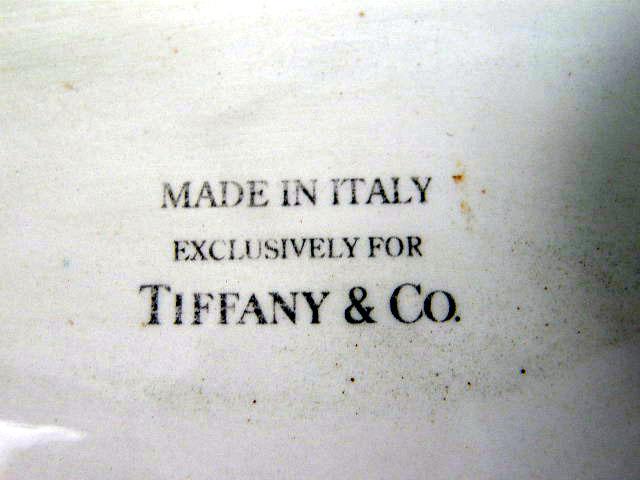 MADE IN ITALY
EXCLUSIVELY FOR
TIFFANY & CO.